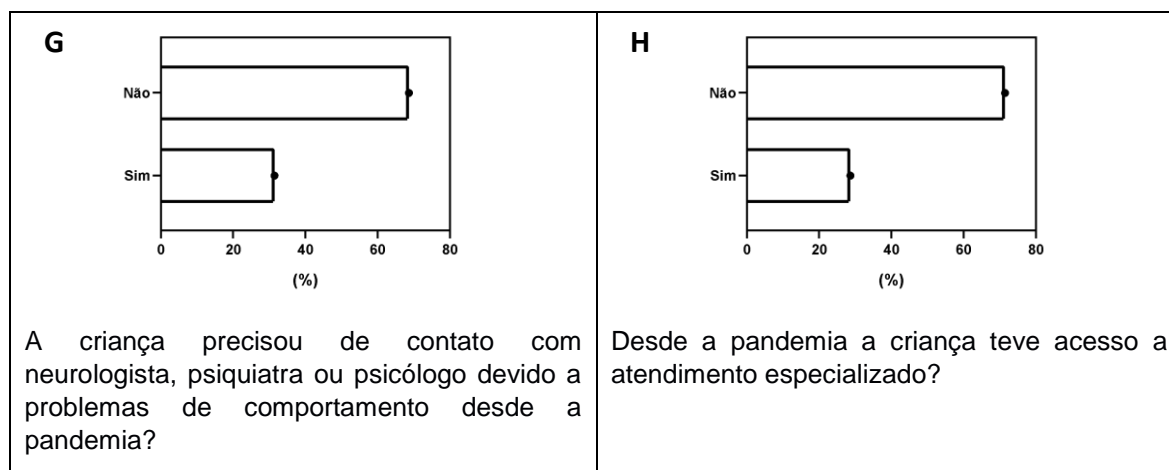 G
Não
Sim
0 20 40 60 80
(%)
A criança precisou de contato com
neurologista, psiquiatra ou psicólogo devido a
problemas de comportamento desde a
pandemia?
H
Não
Sim
0 20 40 60 80
(%)
Desde a pandemia a criança teve acesso a
atendimento especializado?